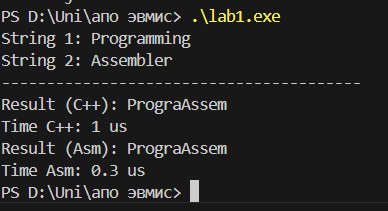 PS D:\Uni\апо эвмис> .\lab1.exe
String 1: Programming
String 2: Assembler
---------------------------------------
Result (C++): PrograAssem
Time C++: 1 us
Result (Asm): PrograAssem
Time Asm: 0.3 us
PS D:\Uni\апо эвмис>